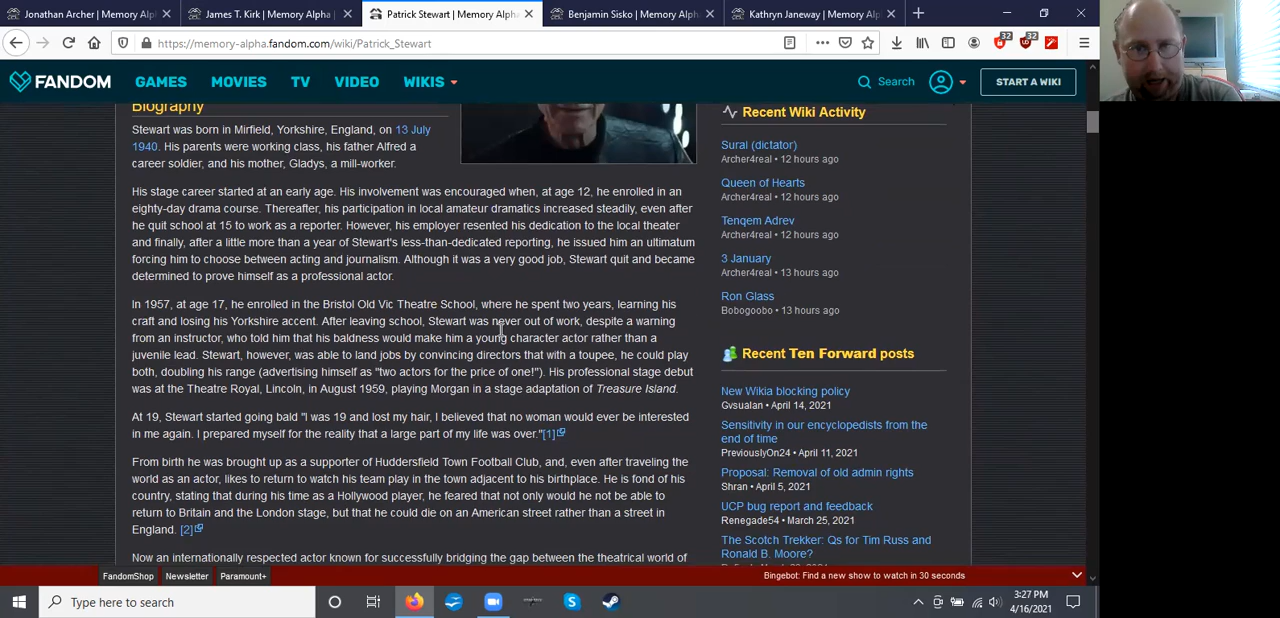 Jonathan Archer | Memory Alpha
James T. Kirk | Memory Alpha |
Patrick Stewart | Memory Alpha
Benjamin Sisko | Memory Alpha,
Kathryn Janeway | Memory Alp
https://memory-alpha.fandom.com/wiki/Patrick_Stewart
32
32
FANDOM
GAMES
MOVIES
TV
VIDEO
WIKIS
Search
START A WIKI
Biography
Stewart was born in Mirfield, Yorkshire, England, on 13 July
1940. His parents were working class, his father Alfred a
career soldier, and his mother, Gladys, a mill-worker.
His stage career started at an early age. His involvement was encouraged when, at age 12, he enrolled in an
eighty-day drama course. Thereafter, his participation in local amateur dramatics increased steadily, even after
he quit school at 15 to work as a reporter. However, his employer resented his dedication to the local theater
and finally, after a little more than a year of Stewart's less-than-dedicated reporting, he issued him an ultimatum
forcing him to choose between acting and journalism. Although it was a very good job, Stewart quit and became
determined to prove himself as a professional actor.
In 1957, at age 17, he enrolled in the Bristol Old Vic Theatre School, where he spent two years, learning his
craft and losing his Yorkshire accent. After leaving school, Stewart was never out of work, despite a warning
from an instructor, who told him that his baldness would make him a young character actor rather than a
juvenile lead. Stewart, however, was able to land jobs by convincing directors that with a toupee, he could play
both, doubling his range (advertising himself as "two actors for the price of one!"). His professional stage debut
was at the Theatre Royal, Lincoln, in August 1959, playing Morgan in a stage adaptation of Treasure Island.
At 19, Stewart started going bald "I was 19 and lost my hair, I believed that no woman would ever be interested
in me again. I prepared myself for the reality that a large part of my life was over."[1]
From birth he was brought up as a supporter of Huddersfield Town Football Club, and, even after traveling the
world as an actor, likes to return to watch his team play in the town adjacent to his birthplace. He is fond of his
country, stating that during his time as a Hollywood player, he feared that not only would he not be able to
return to Britain and the London stage, but that he could die on an American street rather than a street in
England. [2]
Now an internationally respected actor known for successfully bridging the gap between the theatrical world of
Recent Wiki Activity
Sural (dictator)
Archer4real • 12 hours ago
Queen of Hearts
Archer4real • 12 hours ago
Tenqem Adrev
Archer4real • 12 hours ago
3 January
Archer4real • 13 hours ago
Ron Glass
Bobogoobo • 13 hours ago
Recent Ten Forward posts
New Wikia blocking policy
Gvsualan • April 14, 2021
Sensitivity in our encyclopedists from the
end of time
PreviouslyOn24 • April 11, 2021
Proposal: Removal of old admin rights
Shran • April 5, 2021
UCP bug report and feedback
Renegade54 • March 25, 2021
The Scotch Trekker: Qs for Tim Russ and
Ronald B. Moore?
FandomShop
Newsletter
Paramount+
Bingebot: Find a new show to watch in 30 seconds
Type here to search
3:27 PM
4/16/2021